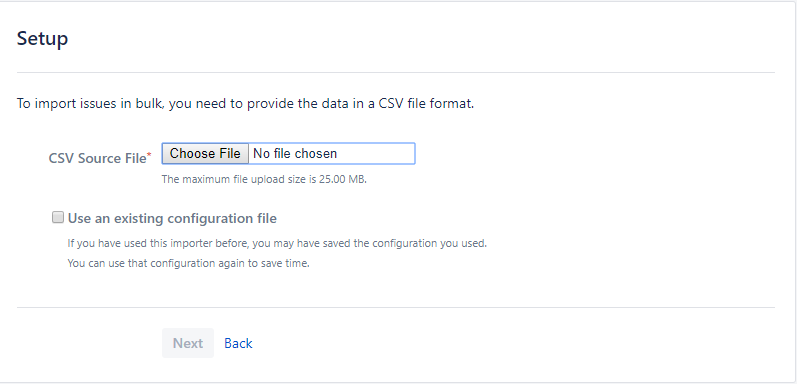 Setup
To import issues in bulk, you need to provide the data in a CSV file format.
CSV Source File* Choose File No file chosen
The maximum file upload size is 25.00 MB.
Use an existing configuration file
If you have used this importer before, you may have saved the configuration you used.
You can use that configuration again to save time.
Next Back